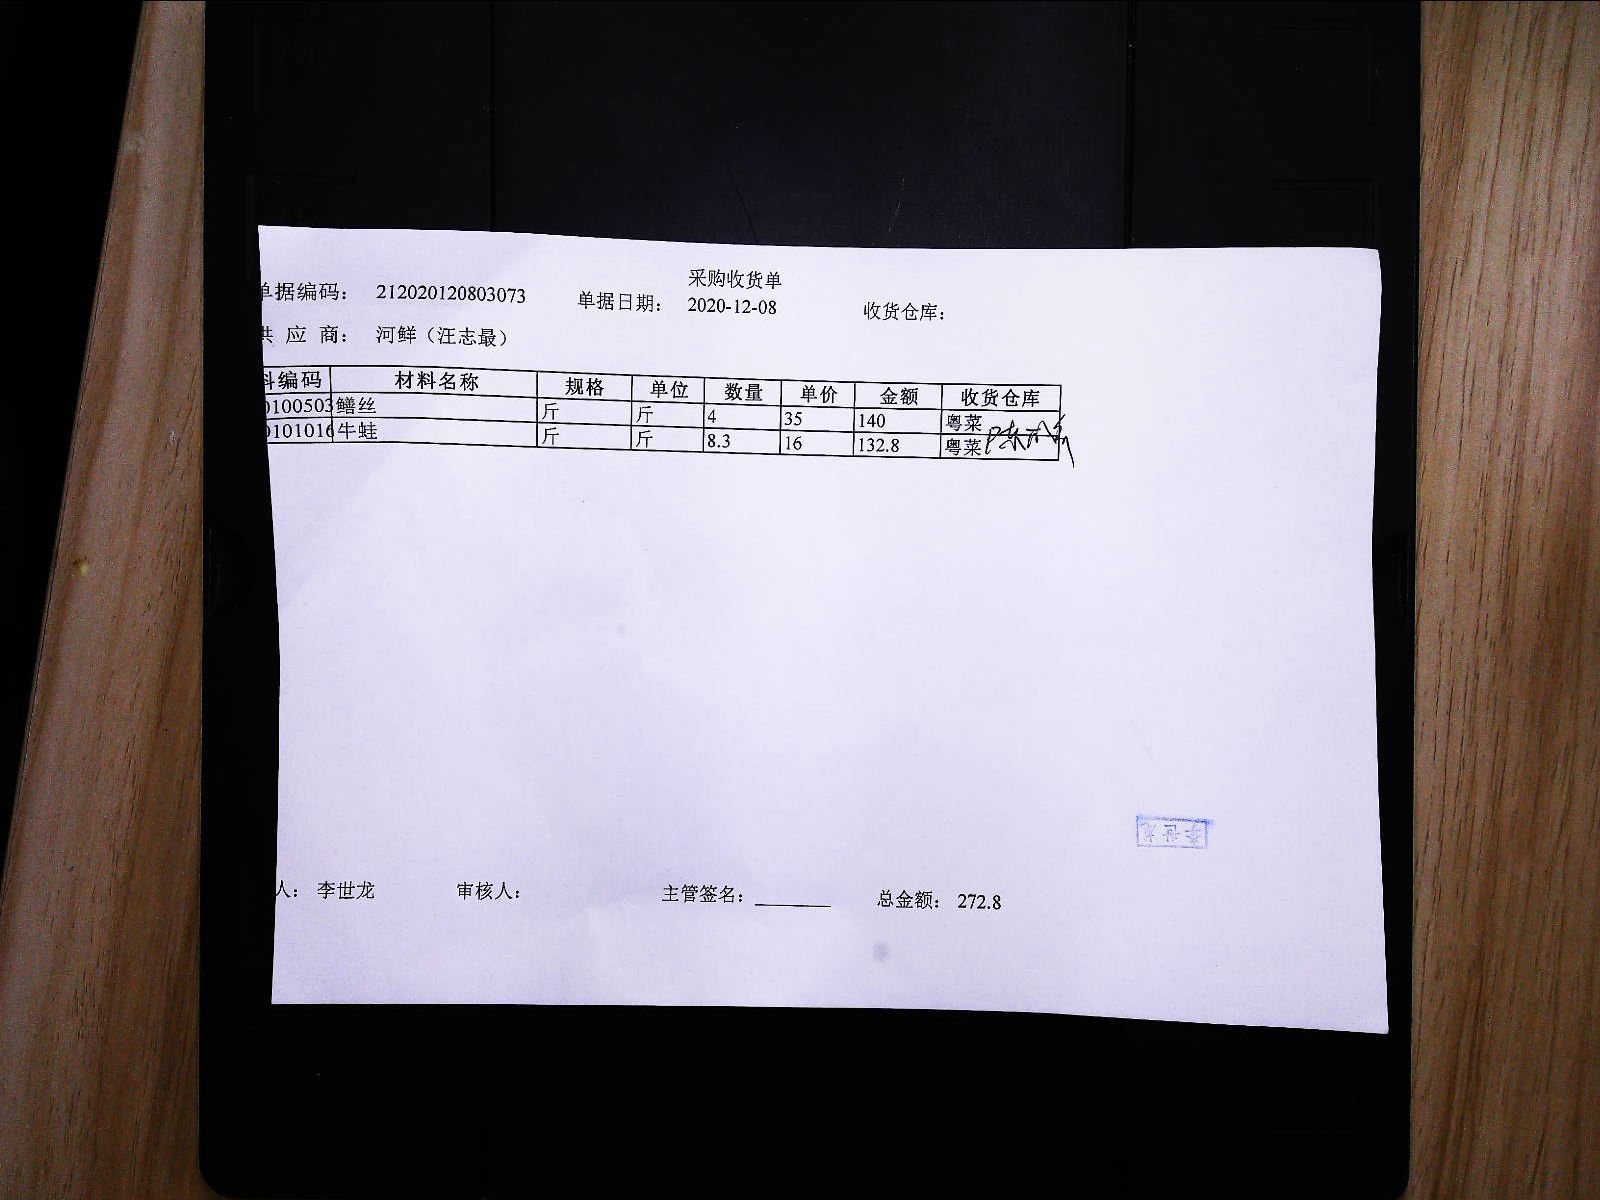 采购收货单
单据编码： 212020120803073 单据日期： 2020-12-08 收货仓库：
供 应 商： 河鲜（汪志最）
料编码 材料名称 规格 单位 数量 单价 金额 收货仓库
0100503 鳝丝 斤 斤 4 35 140 粤菜
0101016 牛蛙 斤 斤 8.3 16 132.8 粤菜
李世龙
人： 李世龙 审核人： 主管签名： 总金额： 272.8